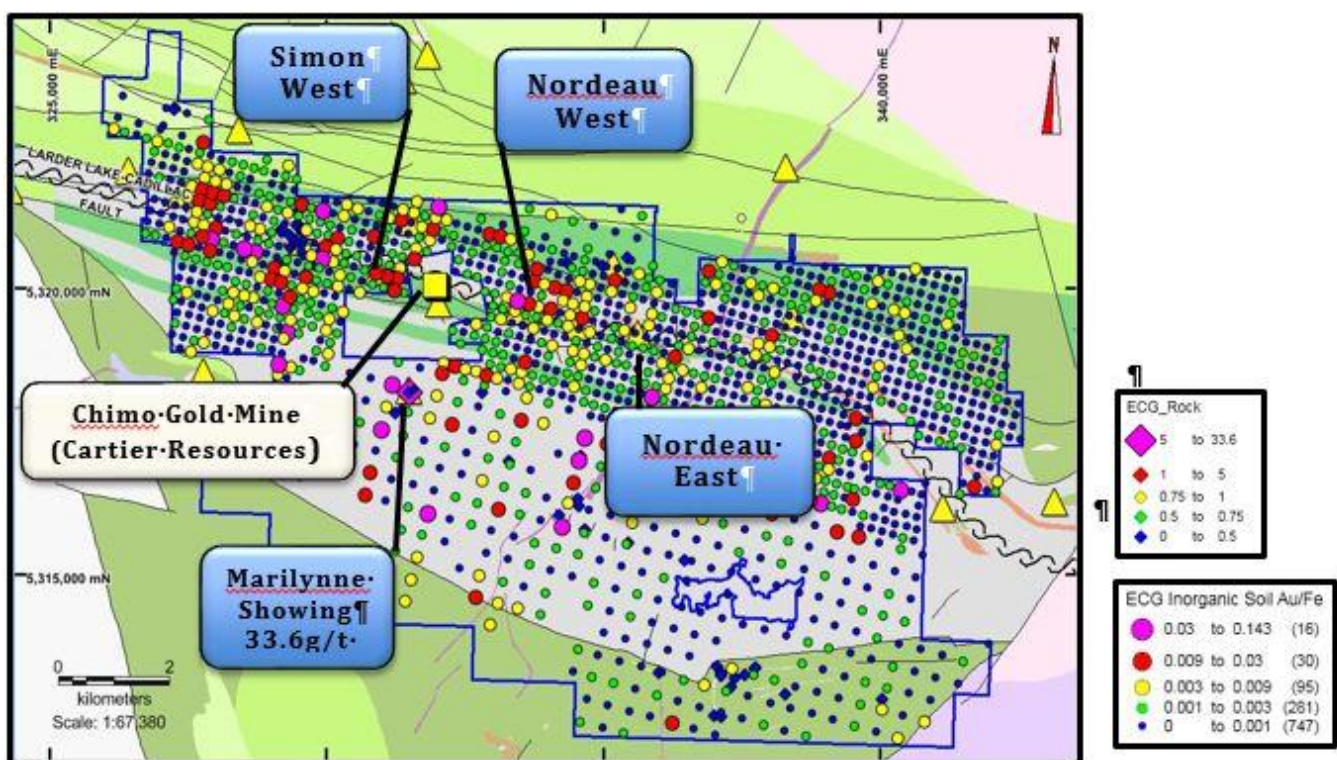 325,000 mE
340,000 mE
N
Simon¶
West¶
Nordeau¶
West¶
LARDER LAKE-CADILLAC
FAULT
5,320,000 mN
Chimo·Gold·Mine
(Cartier·Resources)
Nordeau·
East¶
5,315,000 mN
Marilynne·
Showing¶
33.6g/t·
0 2
kilometers
Scale: 1:67,380
¶
¶
ECG_Rock
5 to 33.6
1 to 5
0.75 to 1
0.5 to 0.75
0 to 0.5
ECG Inorganic Soil Au/Fe
0.03 to 0.143 (16)
0.009 to 0.03 (30)
0.003 to 0.009 (95)
0.001 to 0.003 (281)
0 to 0.001 (747)